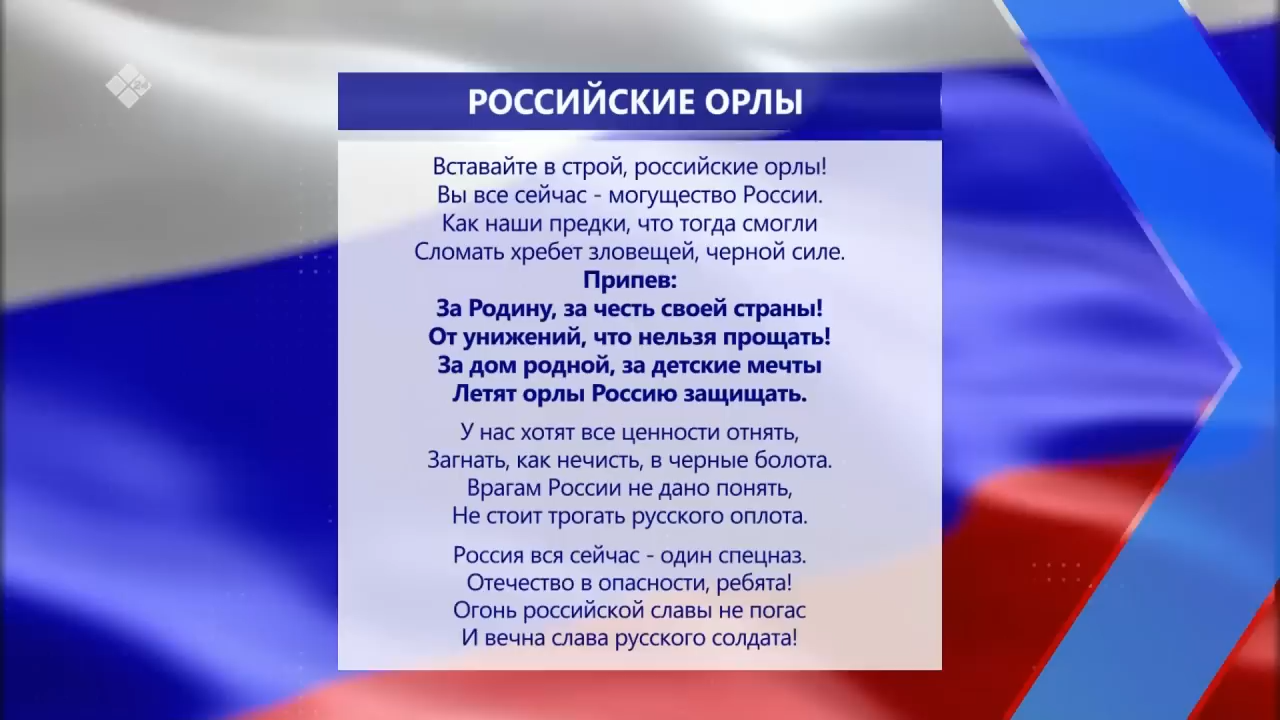 24
РОССИЙСКИЕ ОРЛЫ
Вставайте в строй, российские орлы!
Вы все сейчас - могущество России.
Как наши предки, что тогда смогли
Сломать хребет зловещей, черной силе.
Припев:
За Родину, за честь своей страны!
От унижений, что нельзя прощать!
За дом родной, за детские мечты
Летят орлы Россию защищать.
У нас хотят все ценности отнять,
Загнать, как нечисть, в черные болота.
Врагам России не дано понять,
Не стоит трогать русского оплота.
Россия вся сейчас - один спецназ.
Отечество в опасности, ребята!
Огонь российской славы не погас
И вечна слава русского солдата!